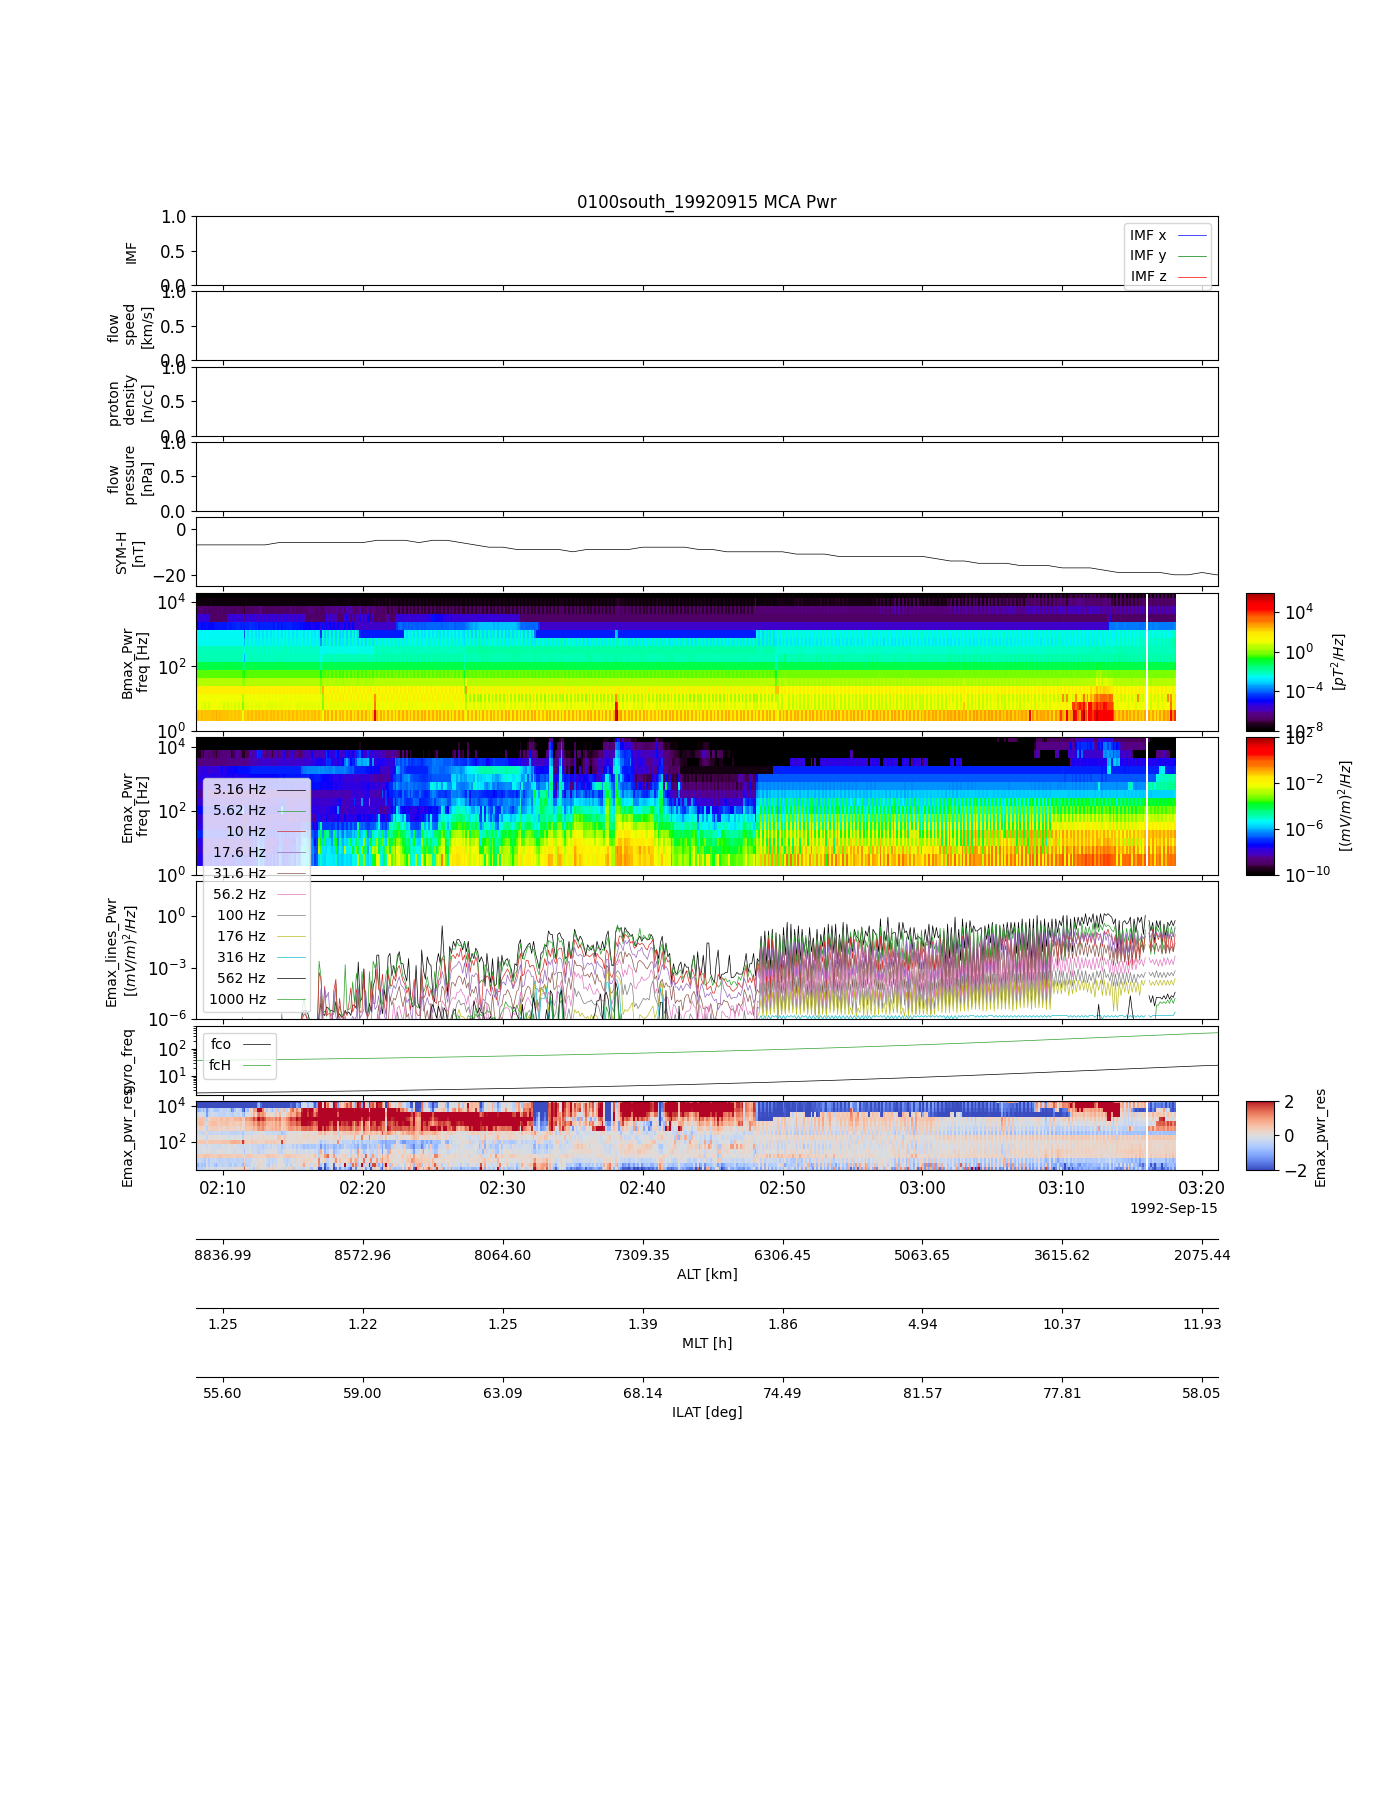 0100south_19920915 MCA Pwr
1.0
0.5
0.0
IMF
IMF x
IMF y
IMF z
1.0
0.5
0.0
flow
speed
[km/s]
1.0
0.5
0.0
proton
density
[n/cc]
1.0
0.5
0.0
flow
pressure
[nPa]
0
−20
SYM-H
[nT]
10^4
10^2
10^0
Bmax_Pwr
freq [Hz]
10^4
10^0
10^-4
10^-8
[pT^2/Hz]
10^4
10^2
10^0
Emax_Pwr
freq [Hz]
10^2
10^-2
10^-6
10^-10
[(mV/m)^2/Hz]
3.16 Hz
5.62 Hz
10 Hz
17.6 Hz
31.6 Hz
56.2 Hz
100 Hz
176 Hz
316 Hz
562 Hz
1000 Hz
10^0
10^-3
10^-6
Emax_lines_Pwr
[(mV/m)^2/Hz]
10^2
10^1
gyro_freq
fco
fcH
10^4
10^2
Emax_pwr_res
2
0
−2
Emax_pwr_res
02:10 02:20 02:30 02:40 02:50 03:00 03:10 03:20
1992-Sep-15
8836.99 8572.96 8064.60 7309.35 6306.45 5063.65 3615.62 2075.44
ALT [km]
1.25 1.22 1.25 1.39 1.86 4.94 10.37 11.93
MLT [h]
55.60 59.00 63.09 68.14 74.49 81.57 77.81 58.05
ILAT [deg]